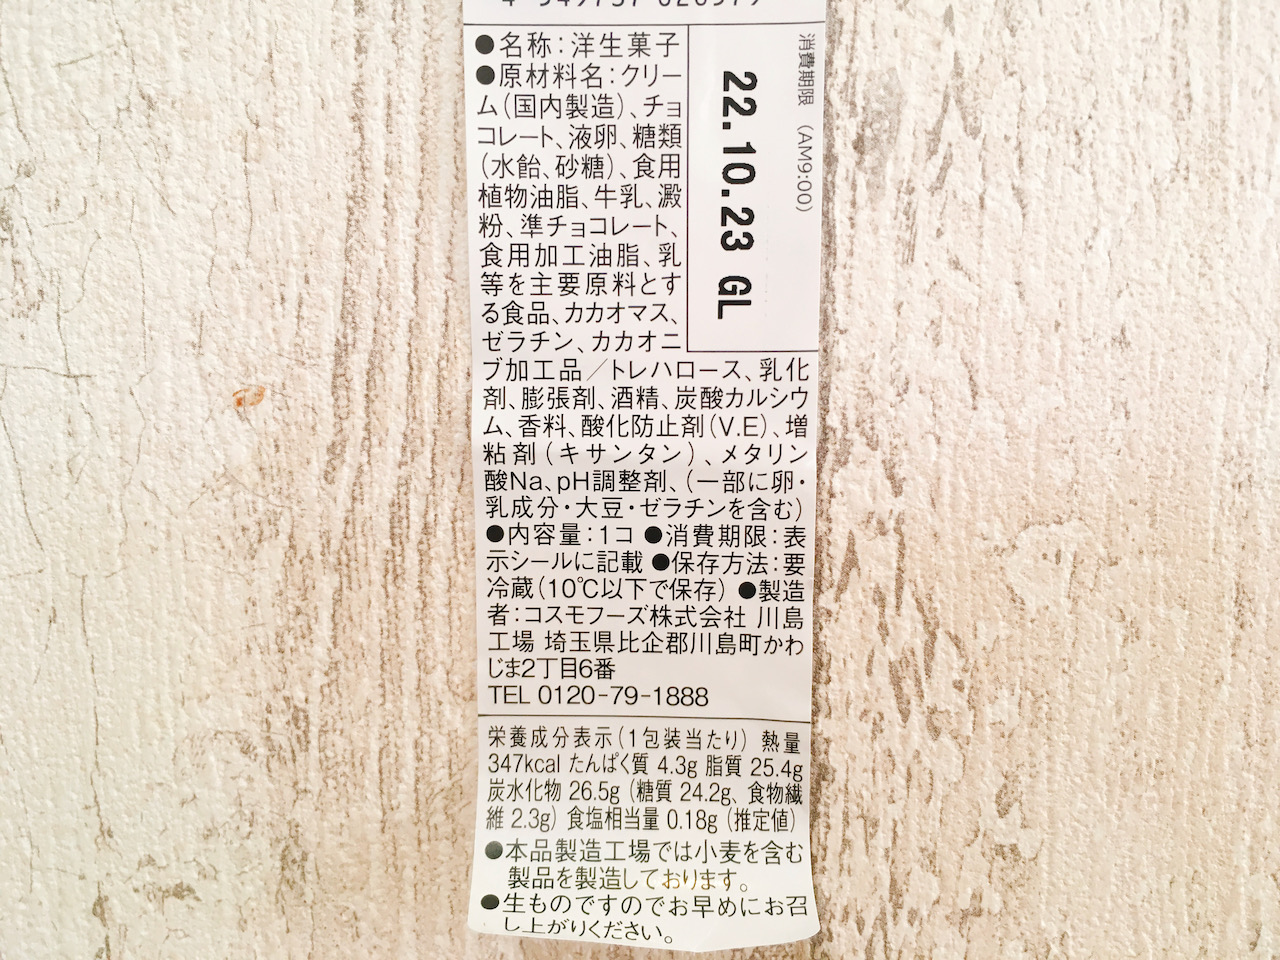 ●名称:洋生菓子
●原材料名:クリー
ム(国内製造)、チョ
コレート、液卵、糖類
(水飴、砂糖)、食用
植物油脂、牛乳、澱
粉、準チョコレート、
食用加工油脂、乳
等を主要原料とす
る食品、カカオマス、
ゼラチン、カカオニ
ブ加工品/トレハロース、乳化
剤、膨張剤、酒精、炭酸カルシウ
ム、香料、酸化防止剤(V.E)、増
粘剤(キサンタン)、メタリン
酸Na、pH調整剤、(一部に卵・
乳成分・大豆・ゼラチンを含む)
●内容量:1コ ●消費期限:表
示シールに記載 ●保存方法:要
冷蔵(10℃以下で保存) ●製造
者:コスモフーズ株式会社 川島
工場 埼玉県比企郡川島町かわ
じま2丁目6番
TEL 0120-79-1888
消費期限 (AM9:00)
22.10.23 GL
栄養成分表示(1包装当たり) 熱量
347kcal たんぱく質 4.3g 脂質 25.4g
炭水化物 26.5g (糖質 24.2g、食物繊
維 2.3g) 食塩相当量 0.18g (推定値)
●本品製造工場では小麦を含む
製品を製造しております。
●生ものですのでお早めにお召
し上がりください。